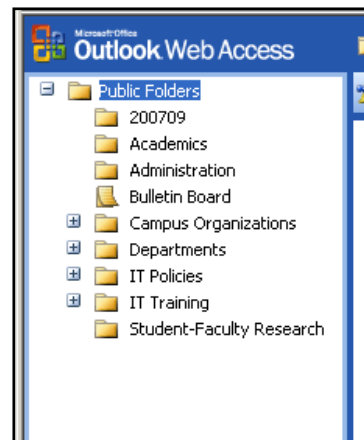 Microsoft Office
Outlook Web Access
Public Folders
200709
Academics
Administration
Bulletin Board
Campus Organizations
Departments
IT Policies
IT Training
Student-Faculty Research